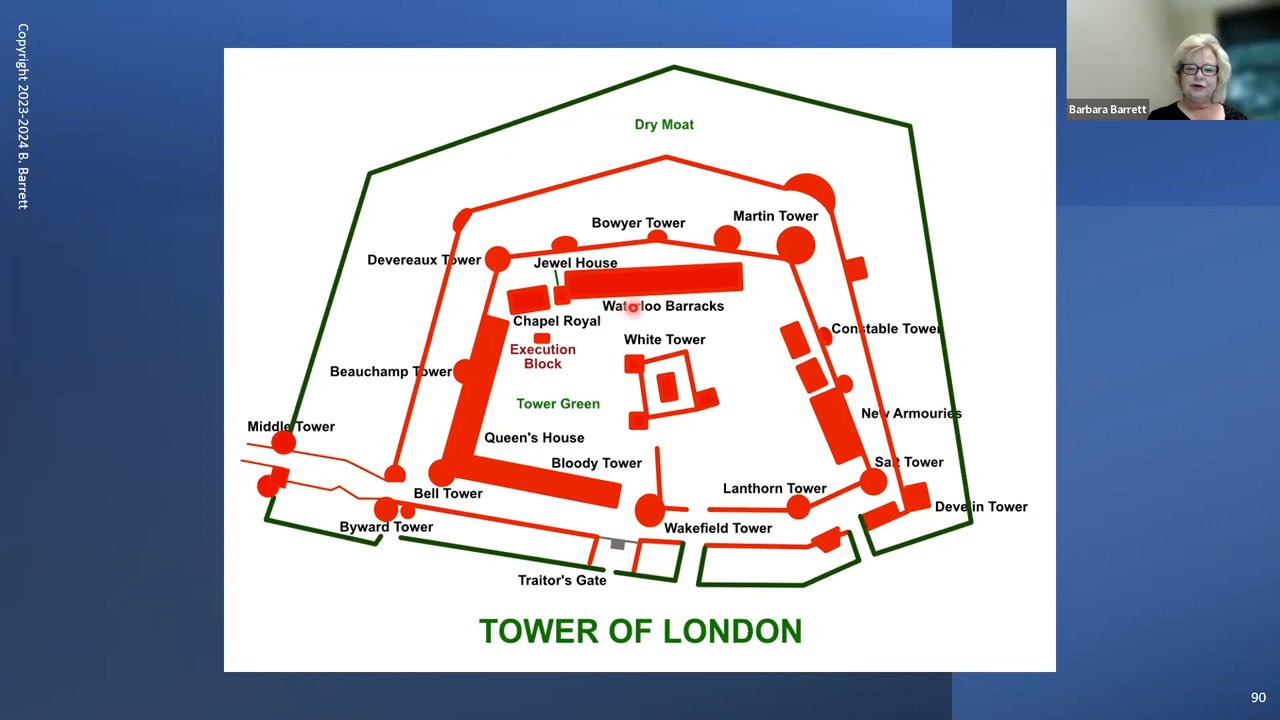 Copyright 2023-2024 B. Barrett
Barbara Barrett
Dry Moat
Martin Tower
Bowyer Tower
Devereaux Tower
Jewel House
Waterloo Barracks
Chapel Royal
Constable Tower
White Tower
Execution
Block
Beauchamp Tower
Tower Green
New Armouries
Middle Tower
Queen's House
Bloody Tower
Salt Tower
Lanthorn Tower
Bell Tower
Develin Tower
Byward Tower
Wakefield Tower
Traitor's Gate
TOWER OF LONDON
90